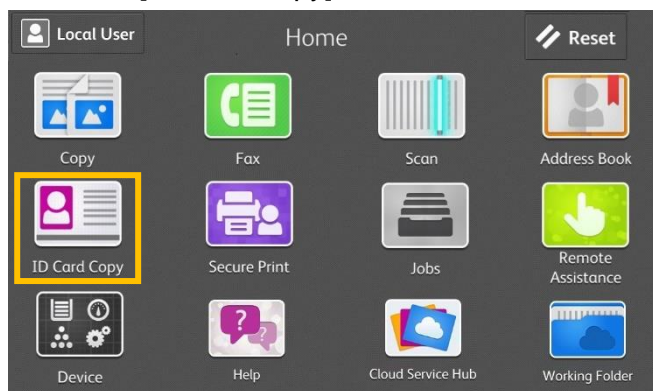 Local User
Home
Reset
Copy
Fax
Scan
Address Book
ID Card Copy
Secure Print
Jobs
Remote
Assistance
Device
?
?
Help
Cloud Service Hub
Working Folder